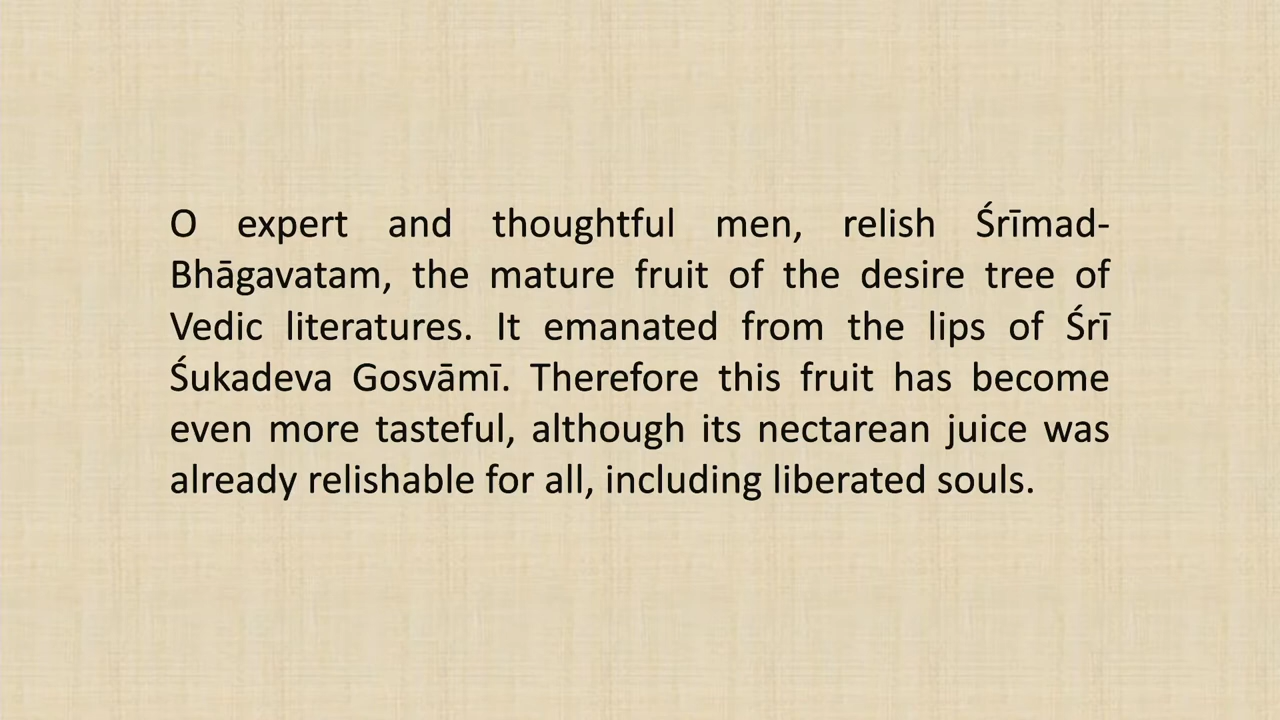 O expert and thoughtful men, relish Śrīmad-
Bhāgavatam, the mature fruit of the desire tree of
Vedic literatures. It emanated from the lips of Śrī
Śukadeva Gosvāmī. Therefore this fruit has become
even more tasteful, although its nectarean juice was
already relishable for all, including liberated souls.